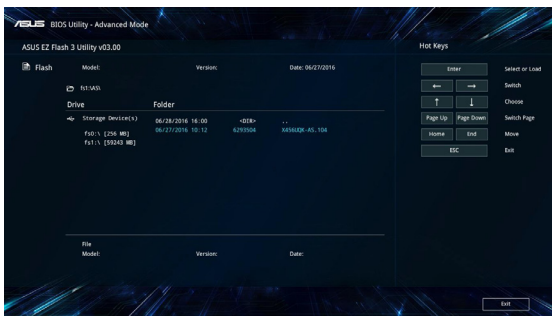 ASUS BIOS Utility - Advanced Mode
ASUS EZ Flash 3 Utility v03.00
Hot Keys
Flash
Model: Version: Date: 06/27/2016
fs1:\AS\
Drive Folder
Storage Device(s)
fs0:\ [256 MB]
fs1:\ [59243 MB]
06/28/2016 16:00 <DIR> ..
06/27/2016 10:12 6293504 X456UQK-AS.104
File
Model: Version: Date:
Enter Select or Load
← → Switch
↑ ↓ Choose
Page Up Page Down Switch Page
Home End Move
ESC Exit
Exit